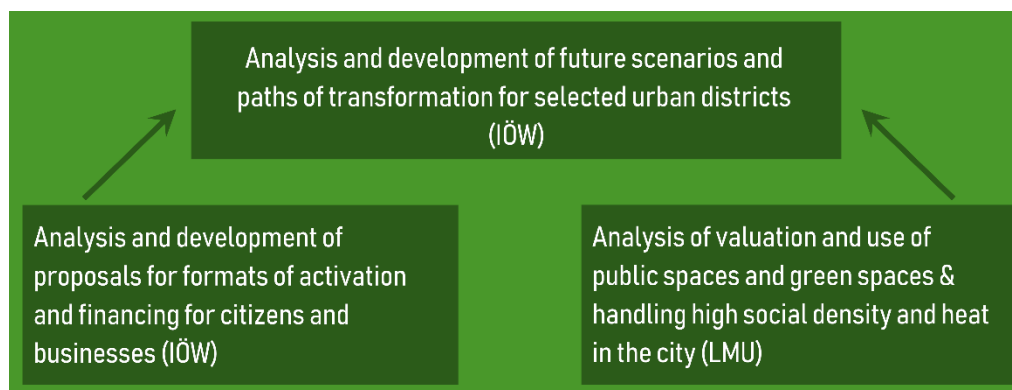 Analysis and development of future scenarios and
paths of transformation for selected urban districts
(IÖW)
Analysis and development of
proposals for formats of activation
and financing for citizens and
businesses (IÖW)
Analysis of valuation and use of
public spaces and green spaces &
handling high social density and heat
in the city (LMU)